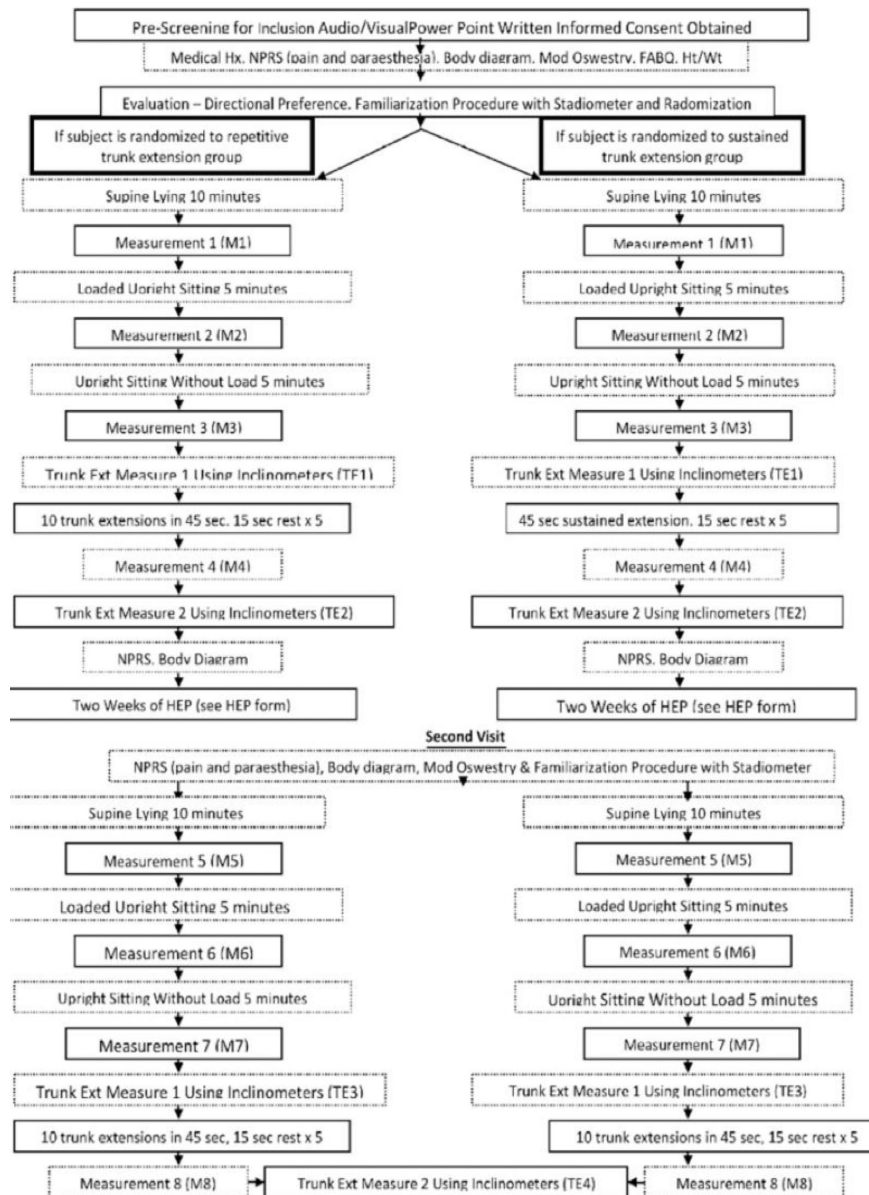 Pre-Screening for Inclusion Audio/VisualPower Point Written Informed Consent Obtained
Medical Hx, NPRS (pain and paraesthesia), Body diagram, Mod Oswestry, FABQ, Ht/Wt
Evaluation – Directional Preference, Familiarization Procedure with Stadiometer and Radomization
If subject is randomized to repetitive
trunk extension group
If subject is randomized to sustained
trunk extension group
Supine Lying 10 minutes
Supine Lying 10 minutes
Measurement 1 (M1)
Measurement 1 (M1)
Loaded Upright Sitting 5 minutes
Loaded Upright Sitting 5 minutes
Measurement 2 (M2)
Measurement 2 (M2)
Upright Sitting Without Load 5 minutes
Upright Sitting Without Load 5 minutes
Measurement 3 (M3)
Measurement 3 (M3)
Trunk Ext Measure 1 Using Inclinometers (TE1)
Trunk Ext Measure 1 Using Inclinometers (TE1)
10 trunk extensions in 45 sec, 15 sec rest x 5
45 sec sustained extension, 15 sec rest x 5
Measurement 4 (M4)
Measurement 4 (M4)
Trunk Ext Measure 2 Using Inclinometers (TE2)
Trunk Ext Measure 2 Using Inclinometers (TE2)
NPRS, Body Diagram
NPRS, Body Diagram
Two Weeks of HEP (see HEP form)
Two Weeks of HEP (see HEP form)
Second Visit
NPRS (pain and paraesthesia), Body diagram, Mod Oswestry & Familiarization Procedure with Stadiometer
Supine Lying 10 minutes
Supine Lying 10 minutes
Measurement 5 (M5)
Measurement 5 (M5)
Loaded Upright Sitting 5 minutes
Loaded Upright Sitting 5 minutes
Measurement 6 (M6)
Measurement 6 (M6)
Upright Sitting Without Load 5 minutes
Upright Sitting Without Load 5 minutes
Measurement 7 (M7)
Measurement 7 (M7)
Trunk Ext Measure 1 Using Inclinometers (TE3)
Trunk Ext Measure 1 Using Inclinometers (TE3)
10 trunk extensions in 45 sec, 15 sec rest x 5
10 trunk extensions in 45 sec, 15 sec rest x 5
Measurement 8 (M8)
Trunk Ext Measure 2 Using Inclinometers (TE4)
Measurement 8 (M8)